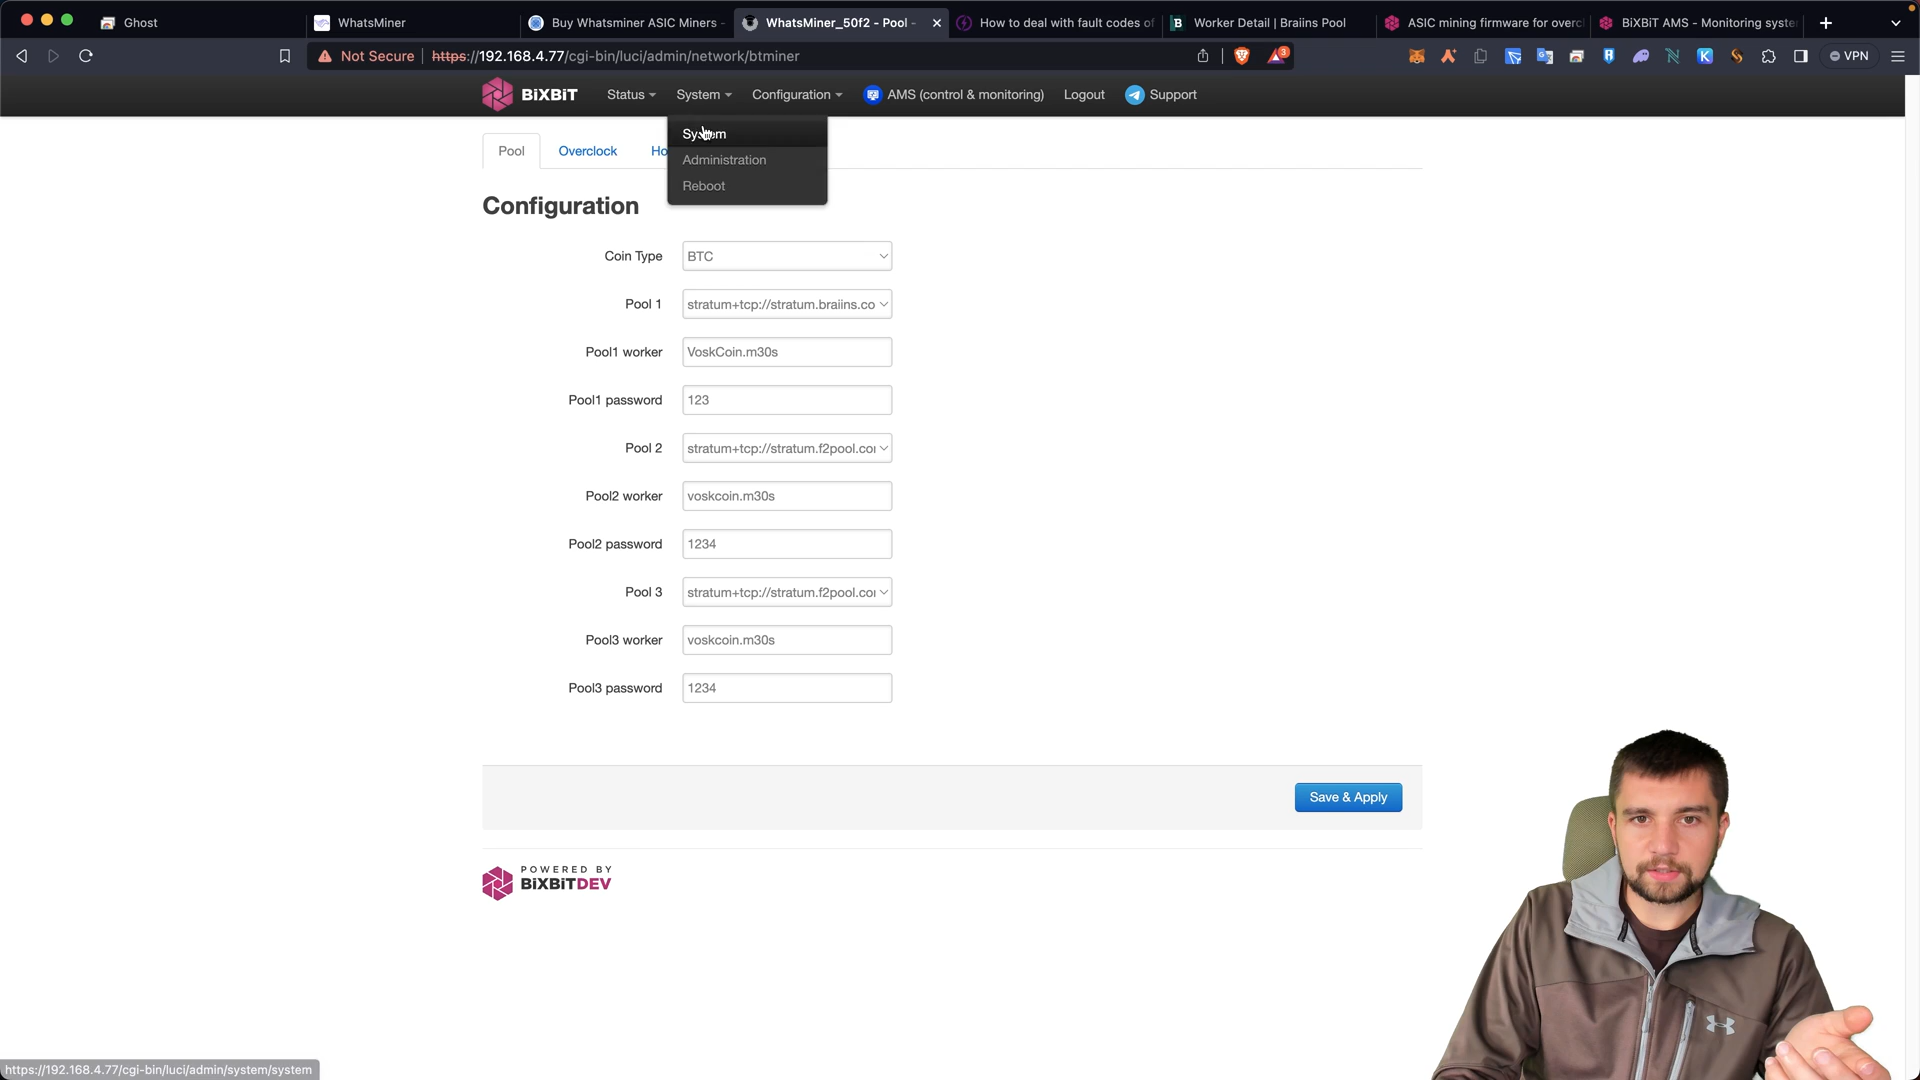 Ghost
WhatsMiner
Buy Whatsminer ASIC Miners -
WhatsMiner_50f2 - Pool -
How to deal with fault codes of
Worker Detail | Braiins Pool
ASIC mining firmware for overcl
BiXBiT AMS - Monitoring syste
Not Secure
https://192.168.4.77/cgi-bin/luci/admin/network/btminer
3
VPN
BiXBiT
Status
System
Configuration
AMS (control & monitoring)
Logout
Support
System
Administration
Reboot
Pool
Overclock
Ho
Configuration
Coin Type
BTC
Pool 1
stratum+tcp://stratum.braiins.co
Pool1 worker
VoskCoin.m30s
Pool1 password
123
Pool 2
stratum+tcp://stratum.f2pool.co
Pool2 worker
voskcoin.m30s
Pool2 password
1234
Pool 3
stratum+tcp://stratum.f2pool.co
Pool3 worker
voskcoin.m30s
Pool3 password
1234
Save & Apply
POWERED BY
BiXBiTDEV
https://192.168.4.77/cgi-bin/luci/admin/system/system